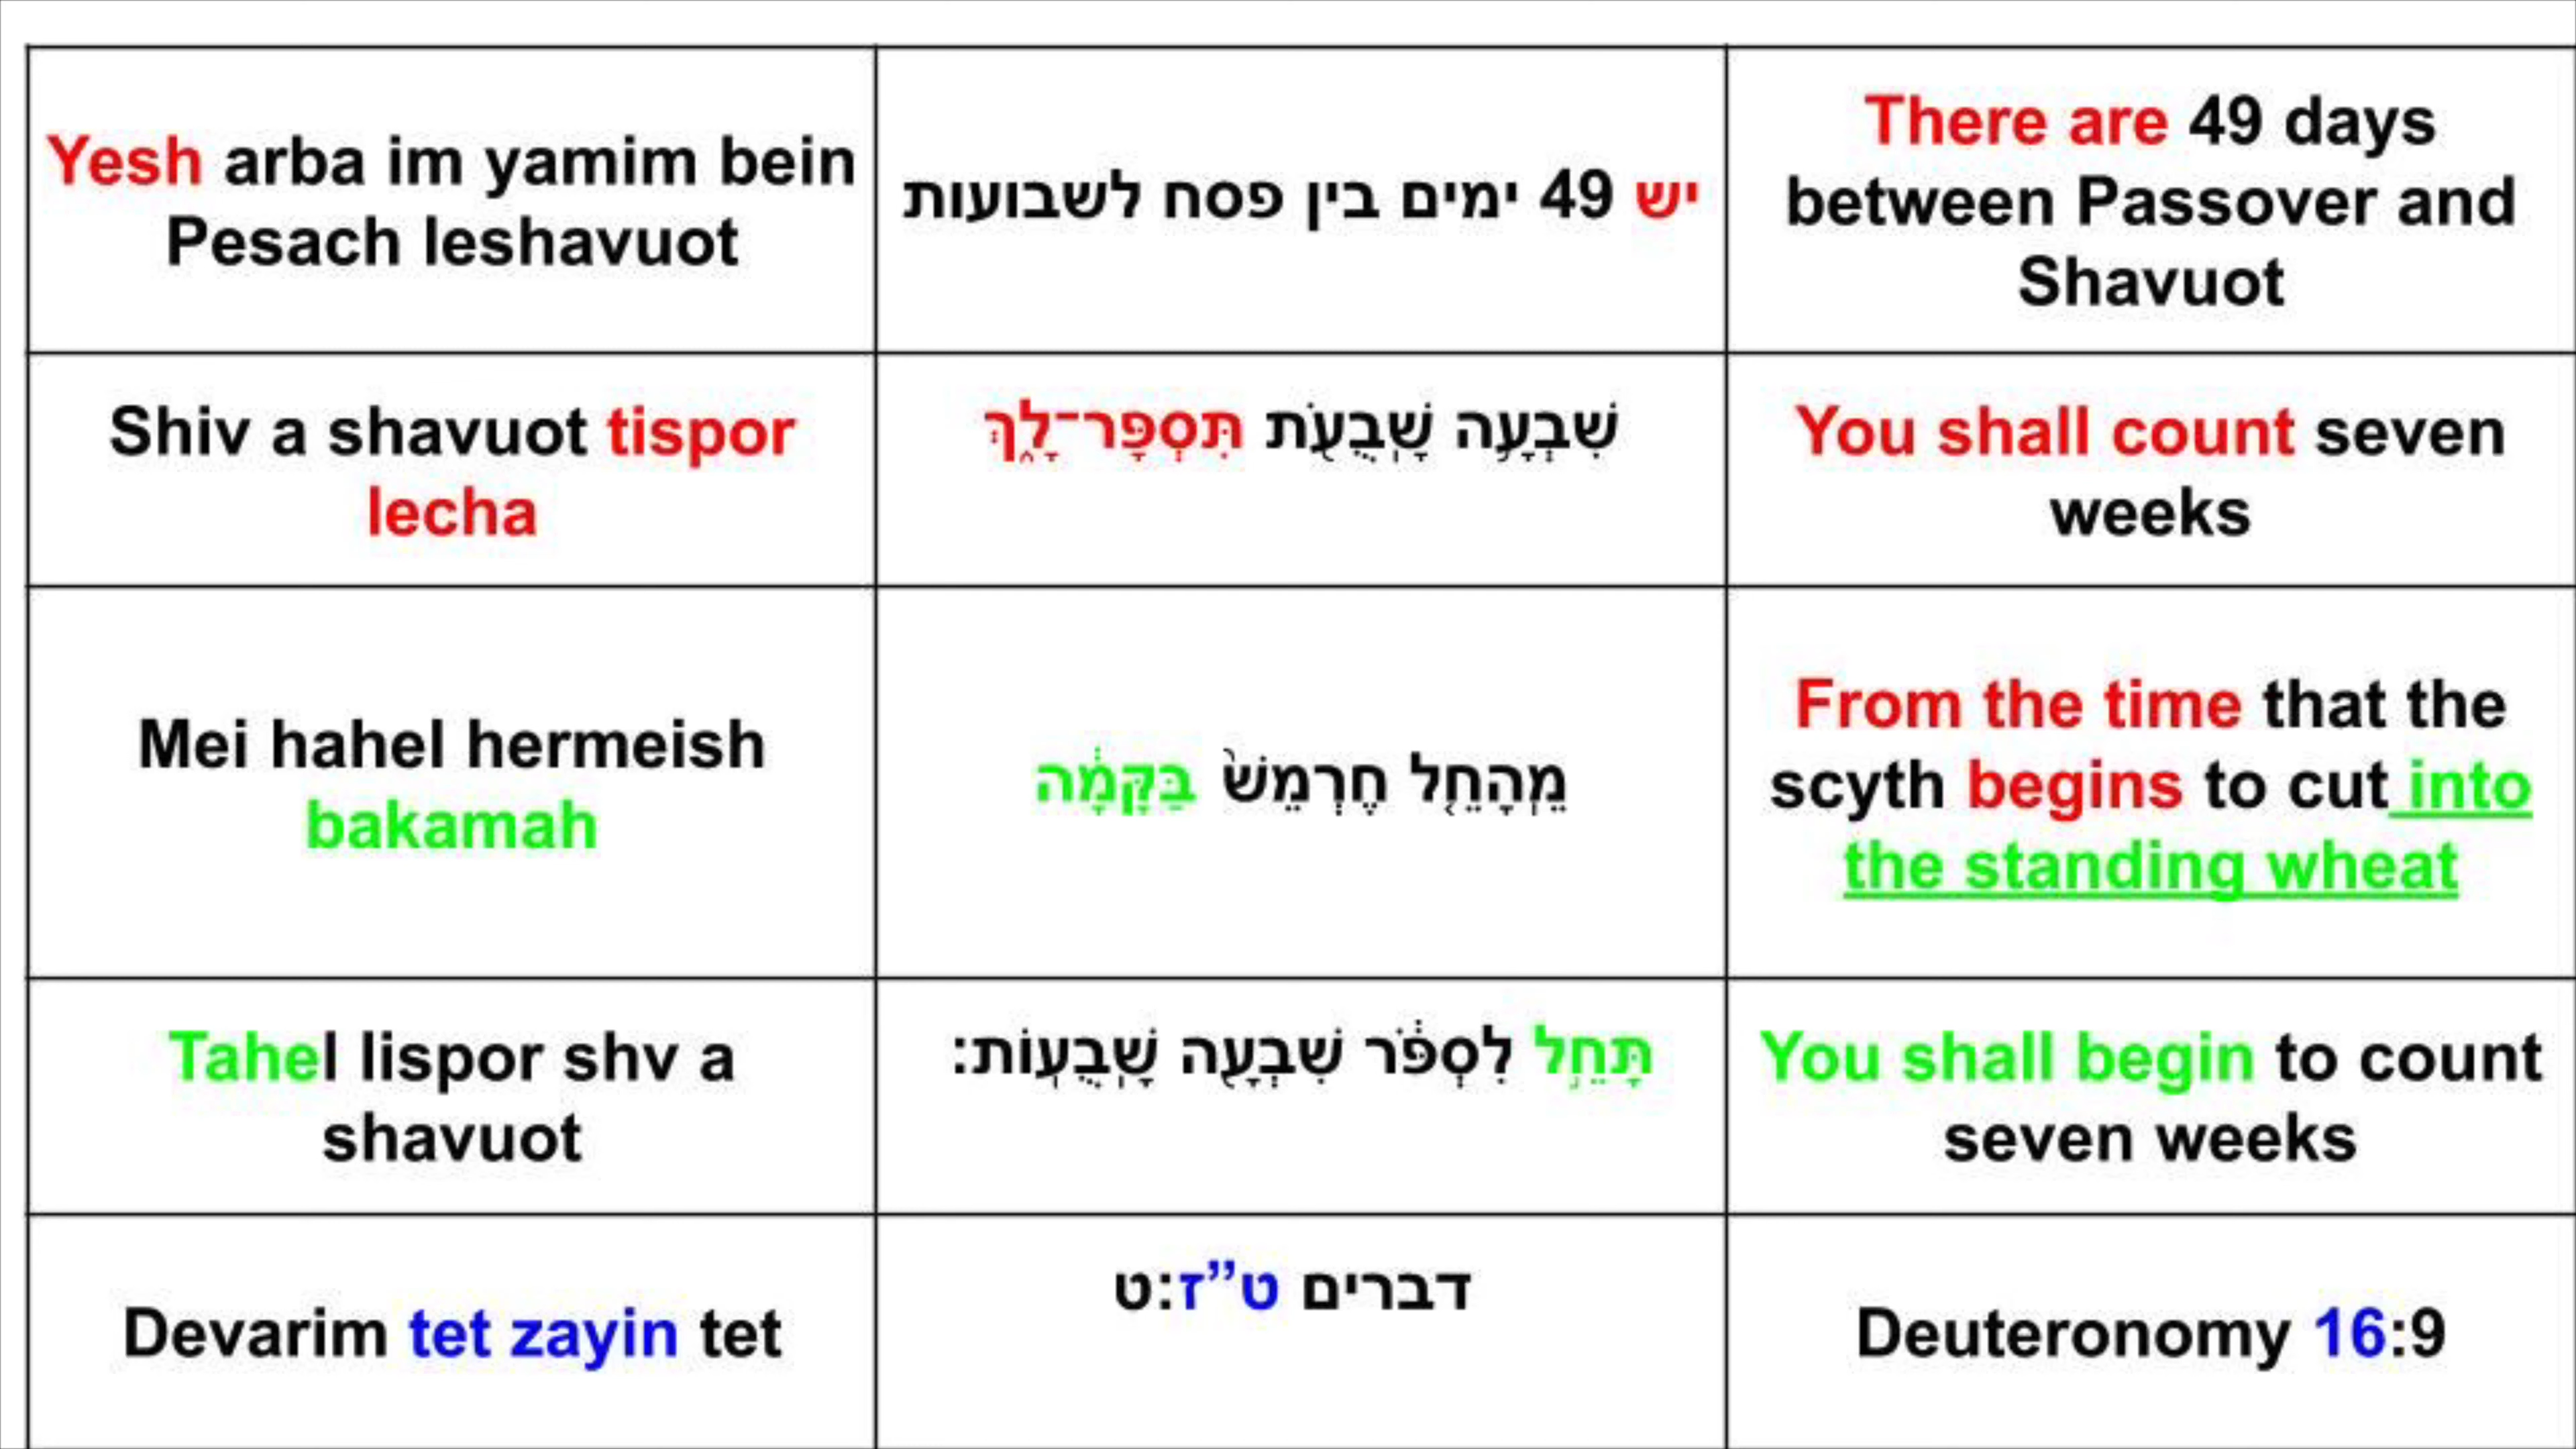 Yesh arba im yamim bein
Pesach leshavuot
יש 49 ימים בין פסח לשבועות
There are 49 days
between Passover and
Shavuot
Shiv a shavuot tispor
lecha
שִׁבְעָ֥ה שָׁבֻעֹ֖ת תִּסְפָּר־לָ֑ךְ
You shall count seven
weeks
Mei hahel hermeish
bakamah
מֵהָחֵ֤ל חֶרְמֵשׁ֙ בַּקָּמָ֔ה
From the time that the
scyth begins to cut into
the standing wheat
Tahel lispor shv a
shavuot
תָּחֵ֣ל לִסְפֹּ֔ר שִׁבְעָ֖ה שָׁבֻעֽוֹת׃
You shall begin to count
seven weeks
Devarim tet zayin tet
דברים ט”ז:ט
Deuteronomy 16:9